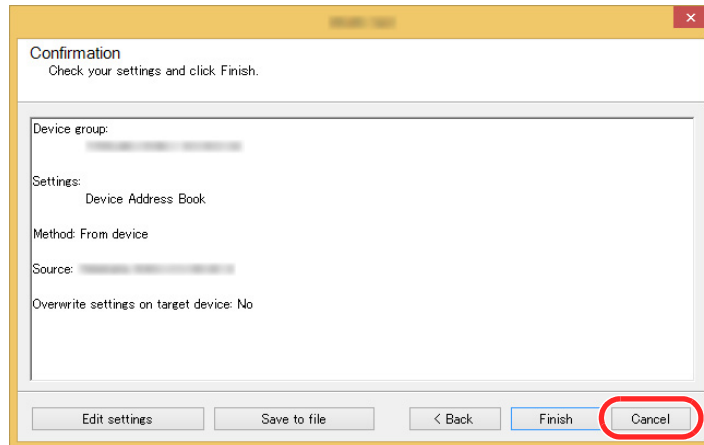 Confirmation
Check your settings and click Finish.
Device group:
Settings:
Device Address Book
Method: From device
Source:
Overwrite settings on target device: No
Edit settings
Save to file
< Back
Finish
Cancel